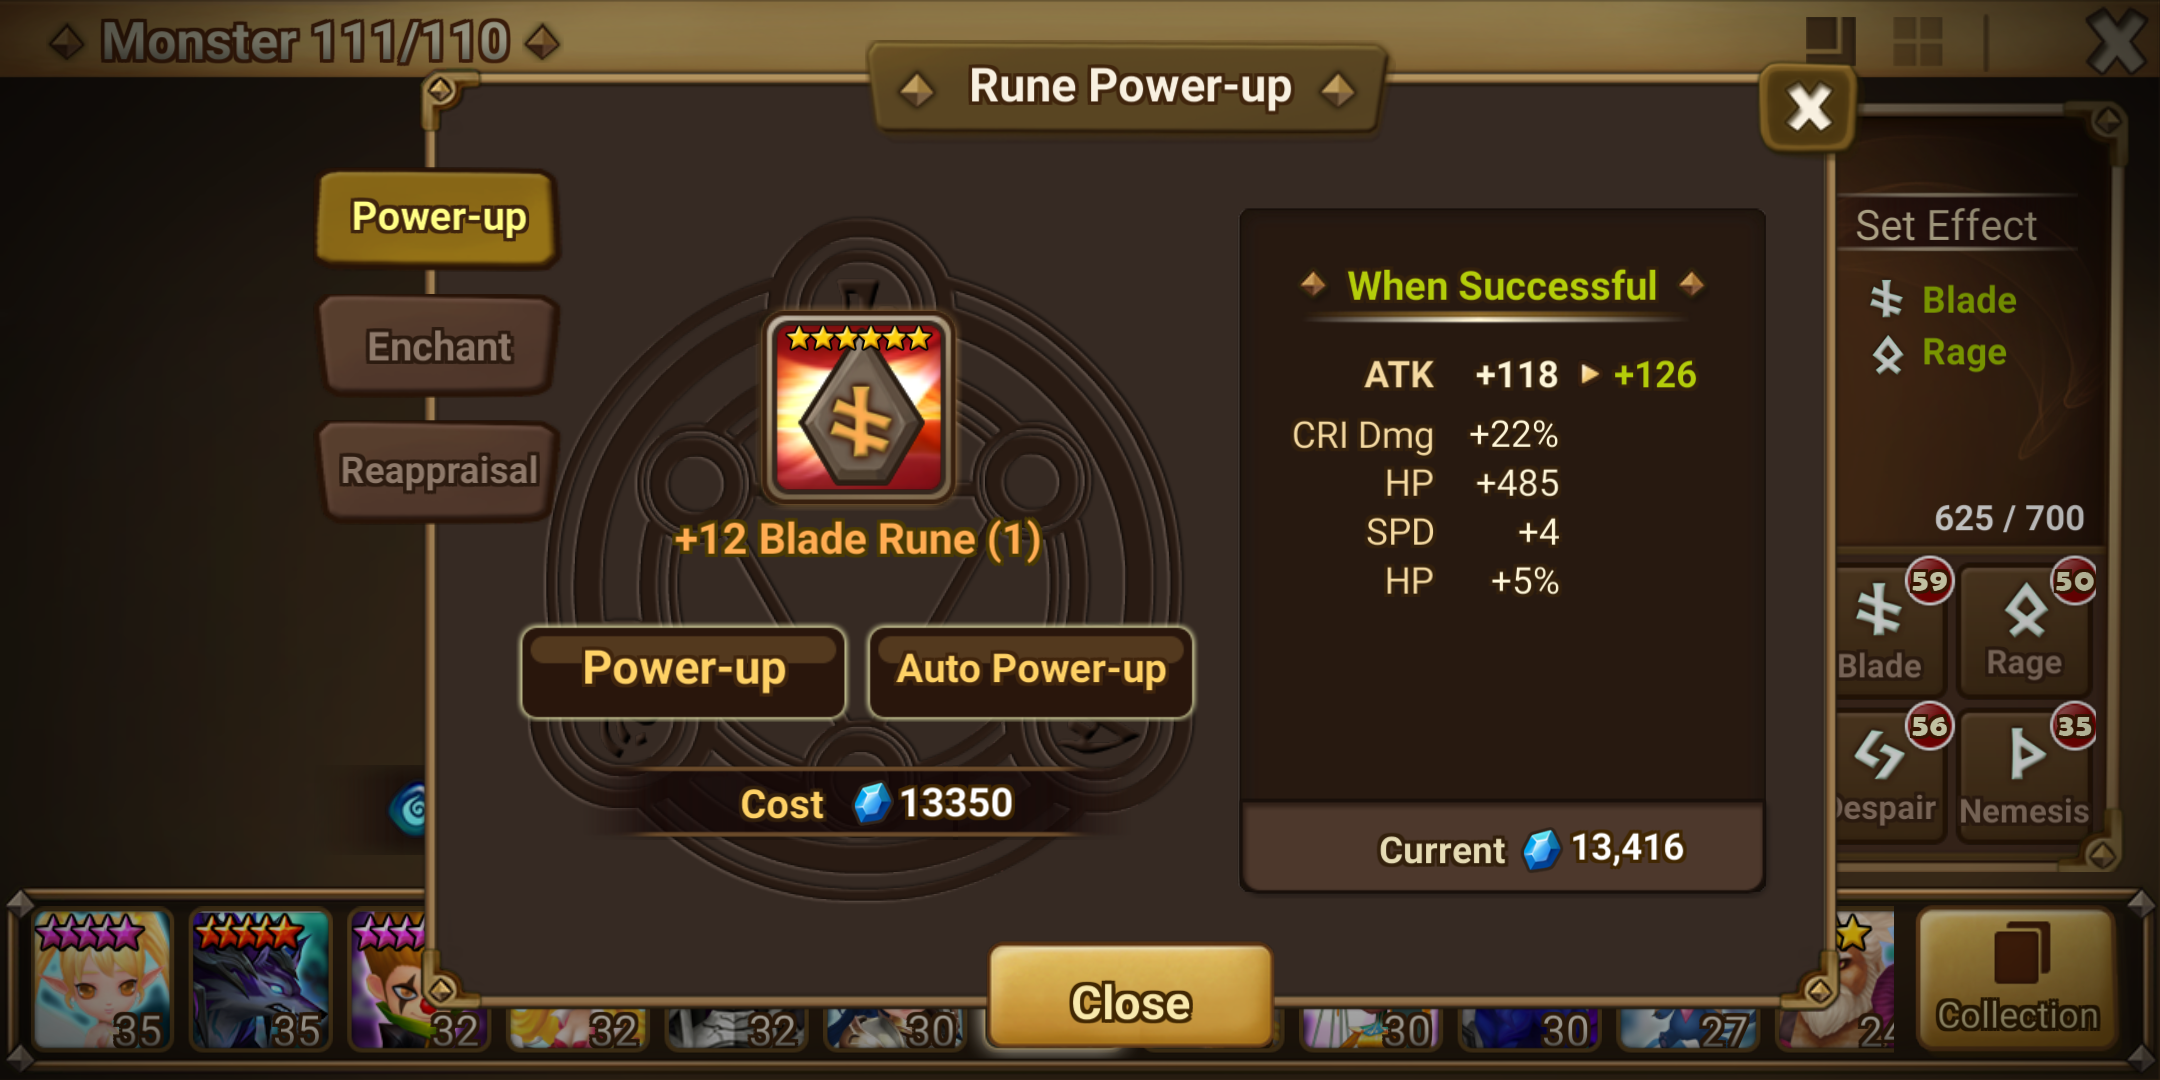 Monster 111/110
Rune Power-up
Power-up
Enchant
Reappraisal
+12 Blade Rune (1)
Power-up
Auto Power-up
Cost 13350
When Successful
ATK +118 +126
CRI Dmg +22%
HP +485
SPD +4
HP +5%
Current 13,416
Set Effect
Blade
Rage
625 / 700
59 50
Blade Rage
56 35
Despair Nemesis
35 35 32 32 32 30 30 30 27
Collection
Close